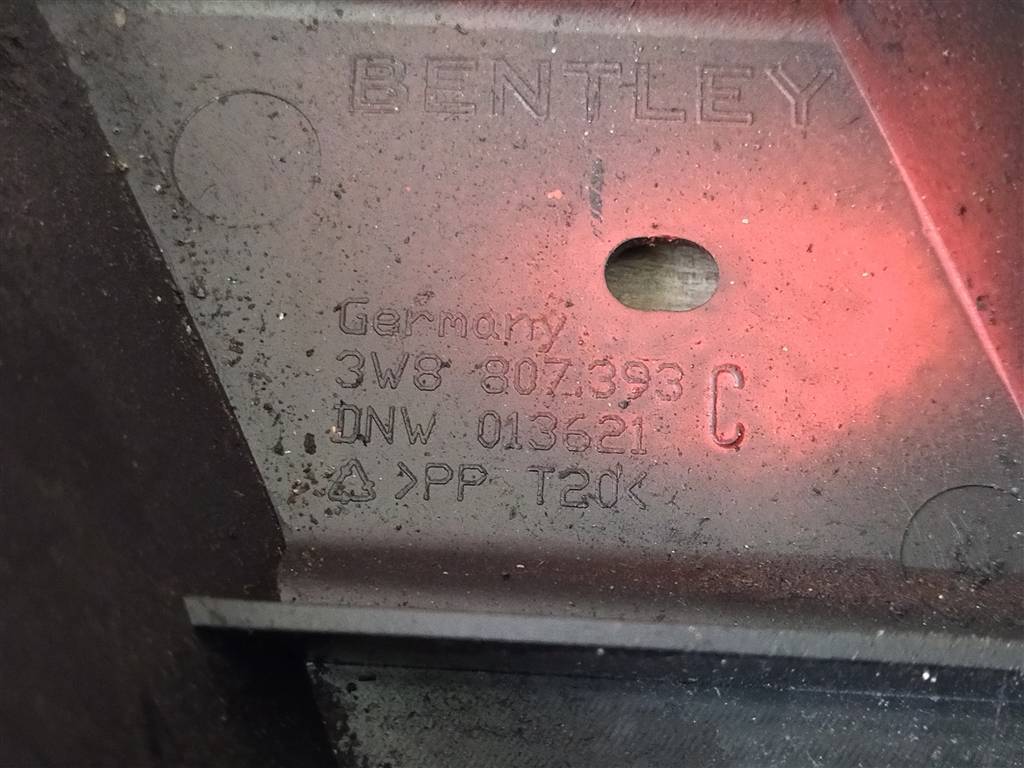 BENTLEY
Germany
3W8 807.393 C
DNW 013621
>PP T20<